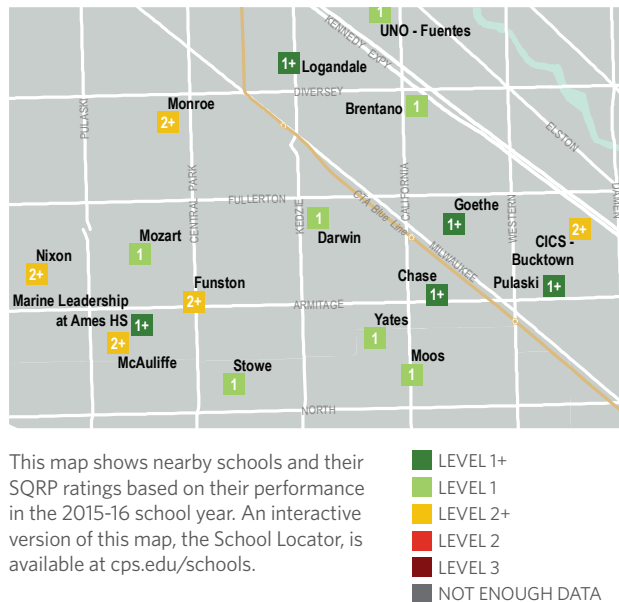 1
UNO - Fuentes
KENNEDY EXPY
1+
Logandale
DIVERSEY
Monroe
2+
Brentano
1
PULASKI
ELSTON
CENTRAL PARK
FULLERTON
KEDZIE
CALIFORNIA
WESTERN
DAMEN
CTA Blue Line
MILWAUKEE
1
Darwin
Goethe
1+
2+
CICS -
Bucktown
Mozart
1
Nixon
2+
Funston
2+
Chase
1+
Pulaski
1+
Marine Leadership
at Ames HS
1+
ARMITAGE
2+
McAuliffe
Yates
1
Stowe
1
Moos
1
NORTH
This map shows nearby schools and their
SQRP ratings based on their performance
in the 2015-16 school year. An interactive
version of this map, the School Locator, is
available at cps.edu/schools.
LEVEL 1+
LEVEL 1
LEVEL 2+
LEVEL 2
LEVEL 3
NOT ENOUGH DATA